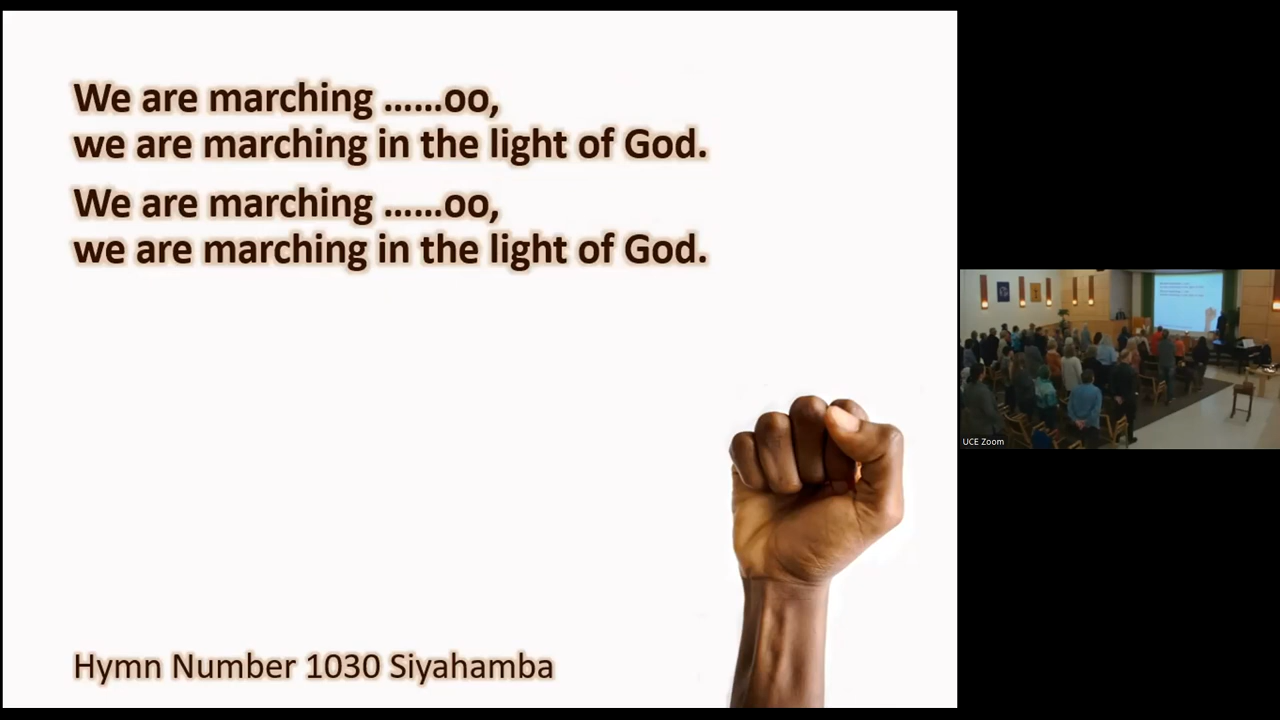 We are marching ......oo,
we are marching in the light of God.
We are marching ......oo,
we are marching in the light of God.
Hymn Number 1030 Siyahamba
UCE Zoom